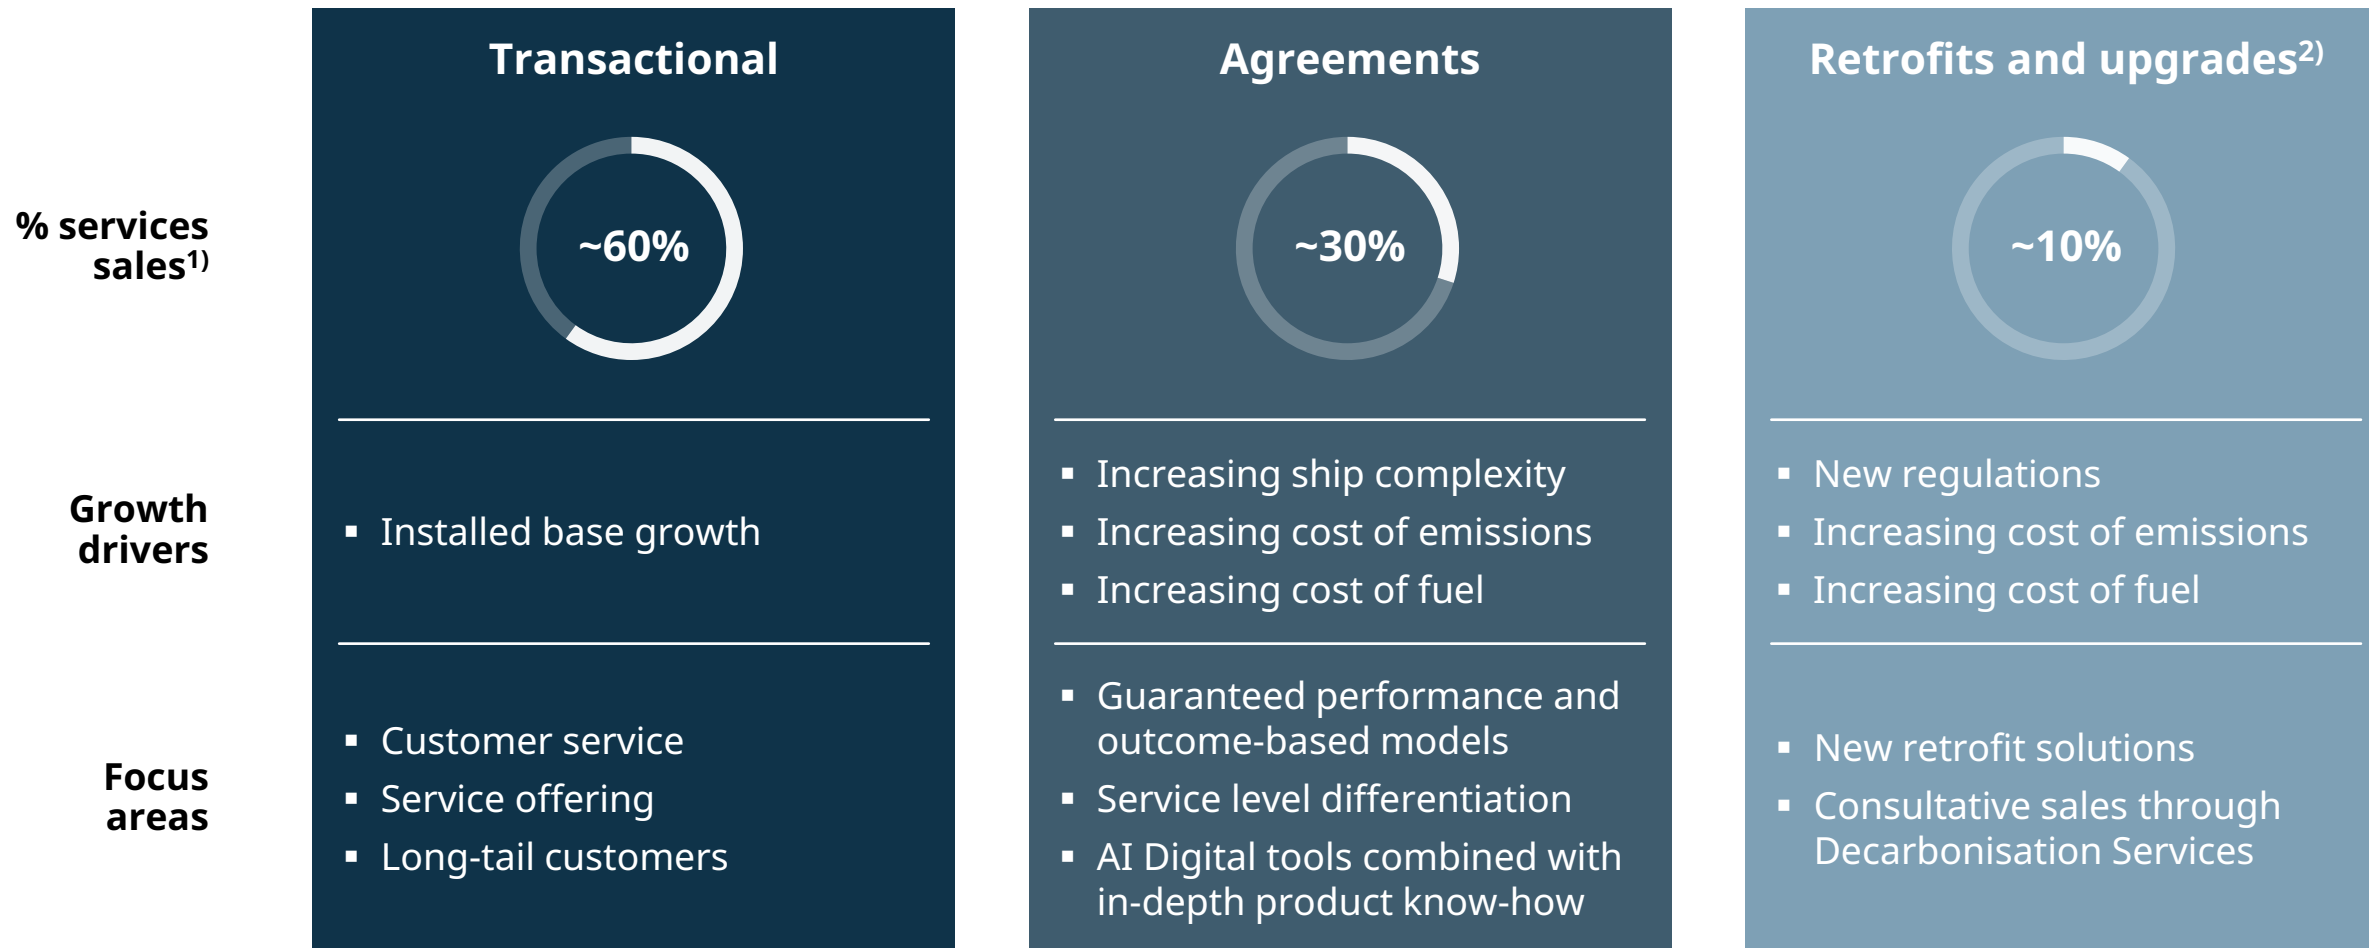 Transactional
Agreements
Retrofits and upgrades2)
% services
sales1)
~60%
~30%
~10%
Growth
drivers
▪ Installed base growth
▪ Increasing ship complexity
▪ Increasing cost of emissions
▪ Increasing cost of fuel
▪ New regulations
▪ Increasing cost of emissions
▪ Increasing cost of fuel
Focus
areas
▪ Customer service
▪ Service offering
▪ Long-tail customers
▪ Guaranteed performance and
outcome-based models
▪ Service level differentiation
▪ AI Digital tools combined with
in-depth product know-how
▪ New retrofit solutions
▪ Consultative sales through
Decarbonisation Services